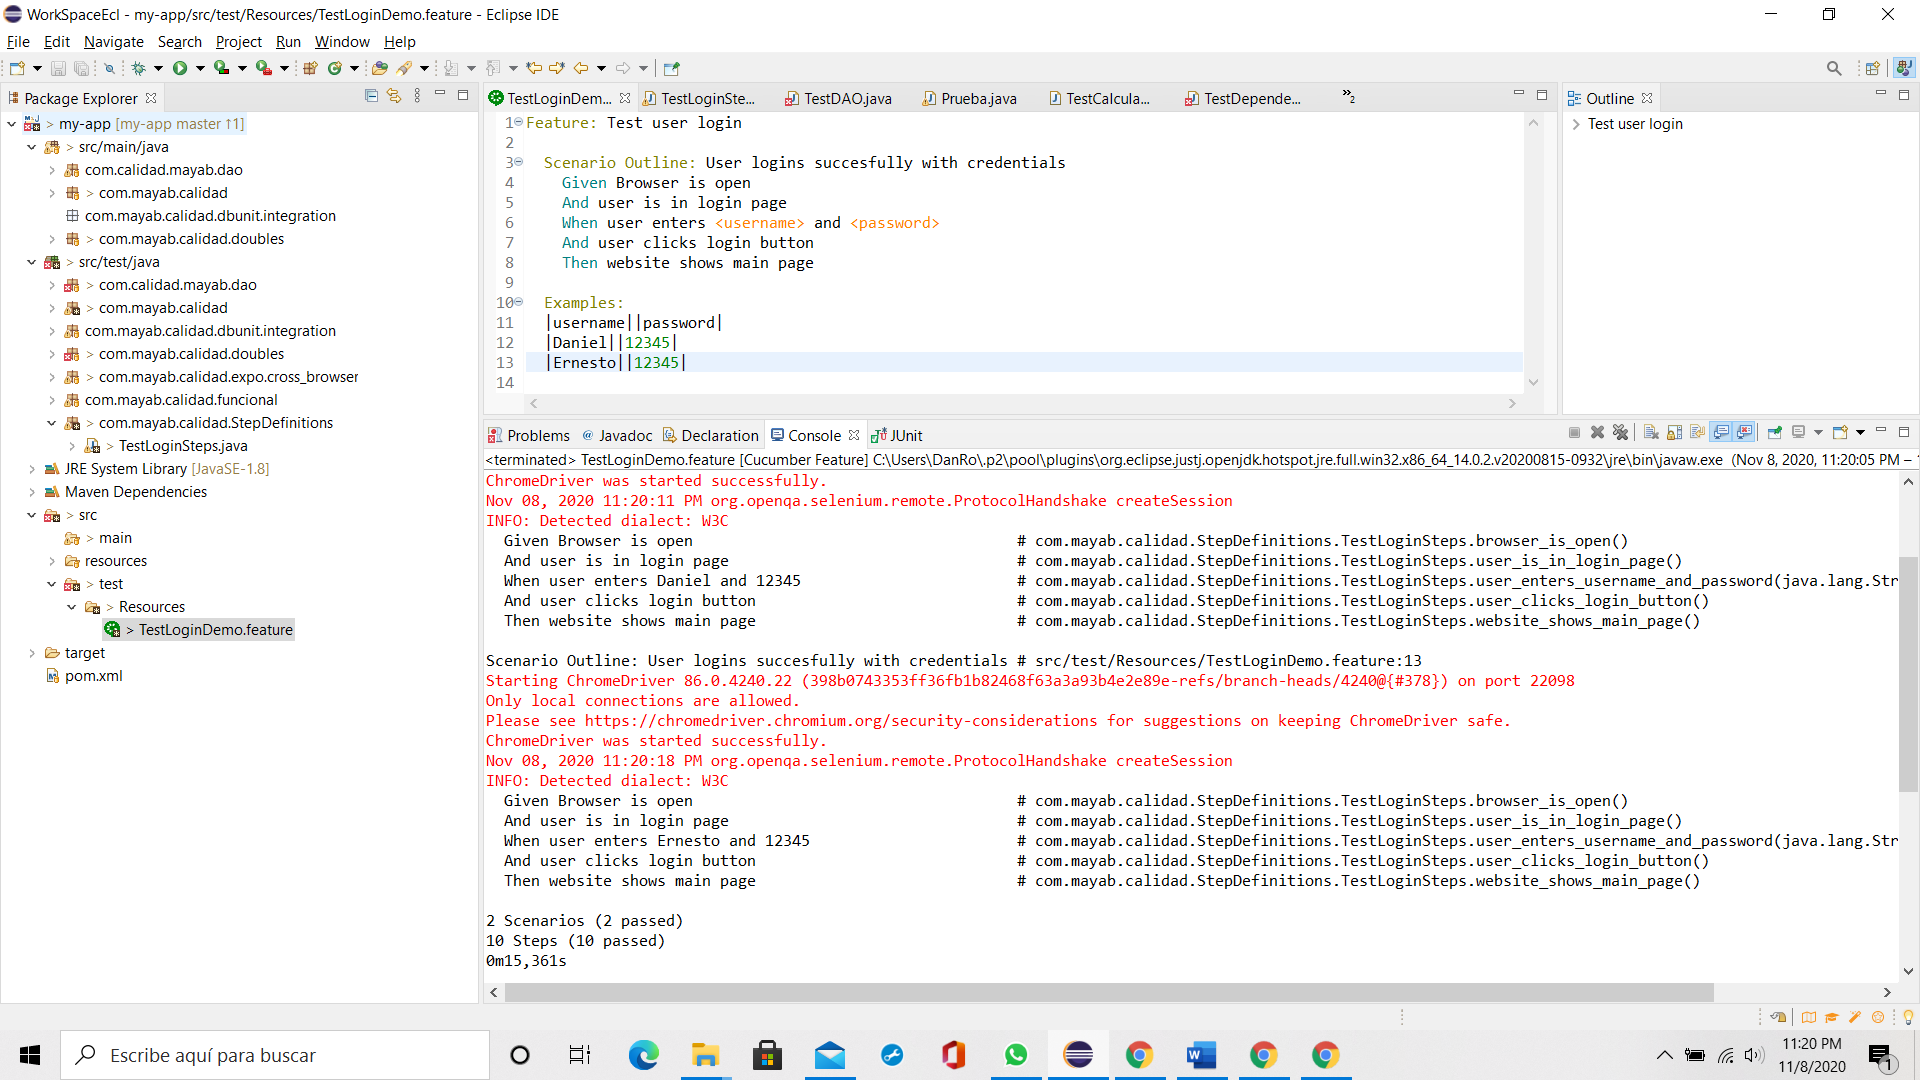 WorkSpaceEcl - my-app/src/test/Resources/TestLoginDemo.feature - Eclipse IDE
File Edit Navigate Search Project Run Window Help
Package Explorer
> my-app [my-app master ↑1]
> src/main/java
com.calidad.mayab.dao
> com.mayab.calidad
com.mayab.calidad.dbunit.integration
> com.mayab.calidad.doubles
> src/test/java
> com.calidad.mayab.dao
> com.mayab.calidad
com.mayab.calidad.dbunit.integration
> com.mayab.calidad.doubles
> com.mayab.calidad.expo.cross_browser
com.mayab.calidad.funcional
> com.mayab.calidad.StepDefinitions
> TestLoginSteps.java
JRE System Library [JavaSE-1.8]
Maven Dependencies
> src
> main
resources
> test
> Resources
> TestLoginDemo.feature
target
pom.xml
TestLoginDem... TestLoginSte... TestDAO.java Prueba.java TestCalcula... TestDepende... »2
1 Feature: Test user login
2
3 Scenario Outline: User logins succesfully with credentials
4 Given Browser is open
5 And user is in login page
6 When user enters <username> and <password>
7 And user clicks login button
8 Then website shows main page
9
10 Examples:
11 |username||password|
12 |Daniel||12345|
13 |Ernesto||12345|
14
Outline
Test user login
Problems @ Javadoc Declaration Console JUnit
<terminated> TestLoginDemo.feature [Cucumber Feature] C:\Users\DanRo\.p2\pool\plugins\org.eclipse.justj.openjdk.hotspot.jre.full.win32.x86_64_14.0.2.v20200815-0932\jre\bin\javaw.exe (Nov 8, 2020, 11:20:05 PM –
ChromeDriver was started successfully.
Nov 08, 2020 11:20:11 PM org.openqa.selenium.remote.ProtocolHandshake createSession
INFO: Detected dialect: W3C
Given Browser is open # com.mayab.calidad.StepDefinitions.TestLoginSteps.browser_is_open()
And user is in login page # com.mayab.calidad.StepDefinitions.TestLoginSteps.user_is_in_login_page()
When user enters Daniel and 12345 # com.mayab.calidad.StepDefinitions.TestLoginSteps.user_enters_username_and_password(java.lang.Str
And user clicks login button # com.mayab.calidad.StepDefinitions.TestLoginSteps.user_clicks_login_button()
Then website shows main page # com.mayab.calidad.StepDefinitions.TestLoginSteps.website_shows_main_page()
Scenario Outline: User logins succesfully with credentials # src/test/Resources/TestLoginDemo.feature:13
Starting ChromeDriver 86.0.4240.22 (398b0743353ff36fb1b82468f63a3a93b4e2e89e-refs/branch-heads/4240@{#378}) on port 22098
Only local connections are allowed.
Please see https://chromedriver.chromium.org/security-considerations for suggestions on keeping ChromeDriver safe.
ChromeDriver was started successfully.
Nov 08, 2020 11:20:18 PM org.openqa.selenium.remote.ProtocolHandshake createSession
INFO: Detected dialect: W3C
Given Browser is open # com.mayab.calidad.StepDefinitions.TestLoginSteps.browser_is_open()
And user is in login page # com.mayab.calidad.StepDefinitions.TestLoginSteps.user_is_in_login_page()
When user enters Ernesto and 12345 # com.mayab.calidad.StepDefinitions.TestLoginSteps.user_enters_username_and_password(java.lang.Str
And user clicks login button # com.mayab.calidad.StepDefinitions.TestLoginSteps.user_clicks_login_button()
Then website shows main page # com.mayab.calidad.StepDefinitions.TestLoginSteps.website_shows_main_page()
2 Scenarios (2 passed)
10 Steps (10 passed)
0m15,361s
Escribe aquí para buscar
11:20 PM
11/8/2020
1